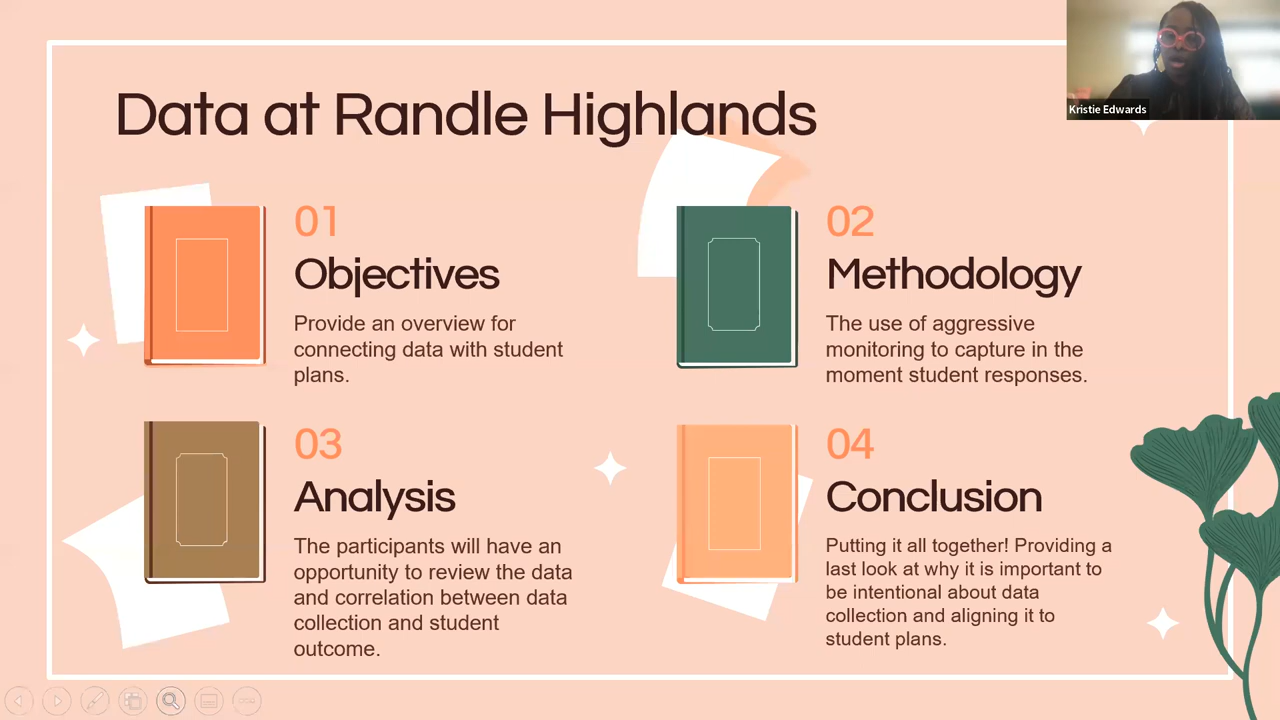 Data at Randle Highlands
Kristie Edwards
01
Objectives
Provide an overview for
connecting data with student
plans.
02
Methodology
The use of aggressive
monitoring to capture in the
moment student responses.
03
Analysis
The participants will have an
opportunity to review the data
and correlation between data
collection and student
outcome.
04
Conclusion
Putting it all together! Providing a
last look at why it is important to
be intentional about data
collection and aligning it to
student plans.